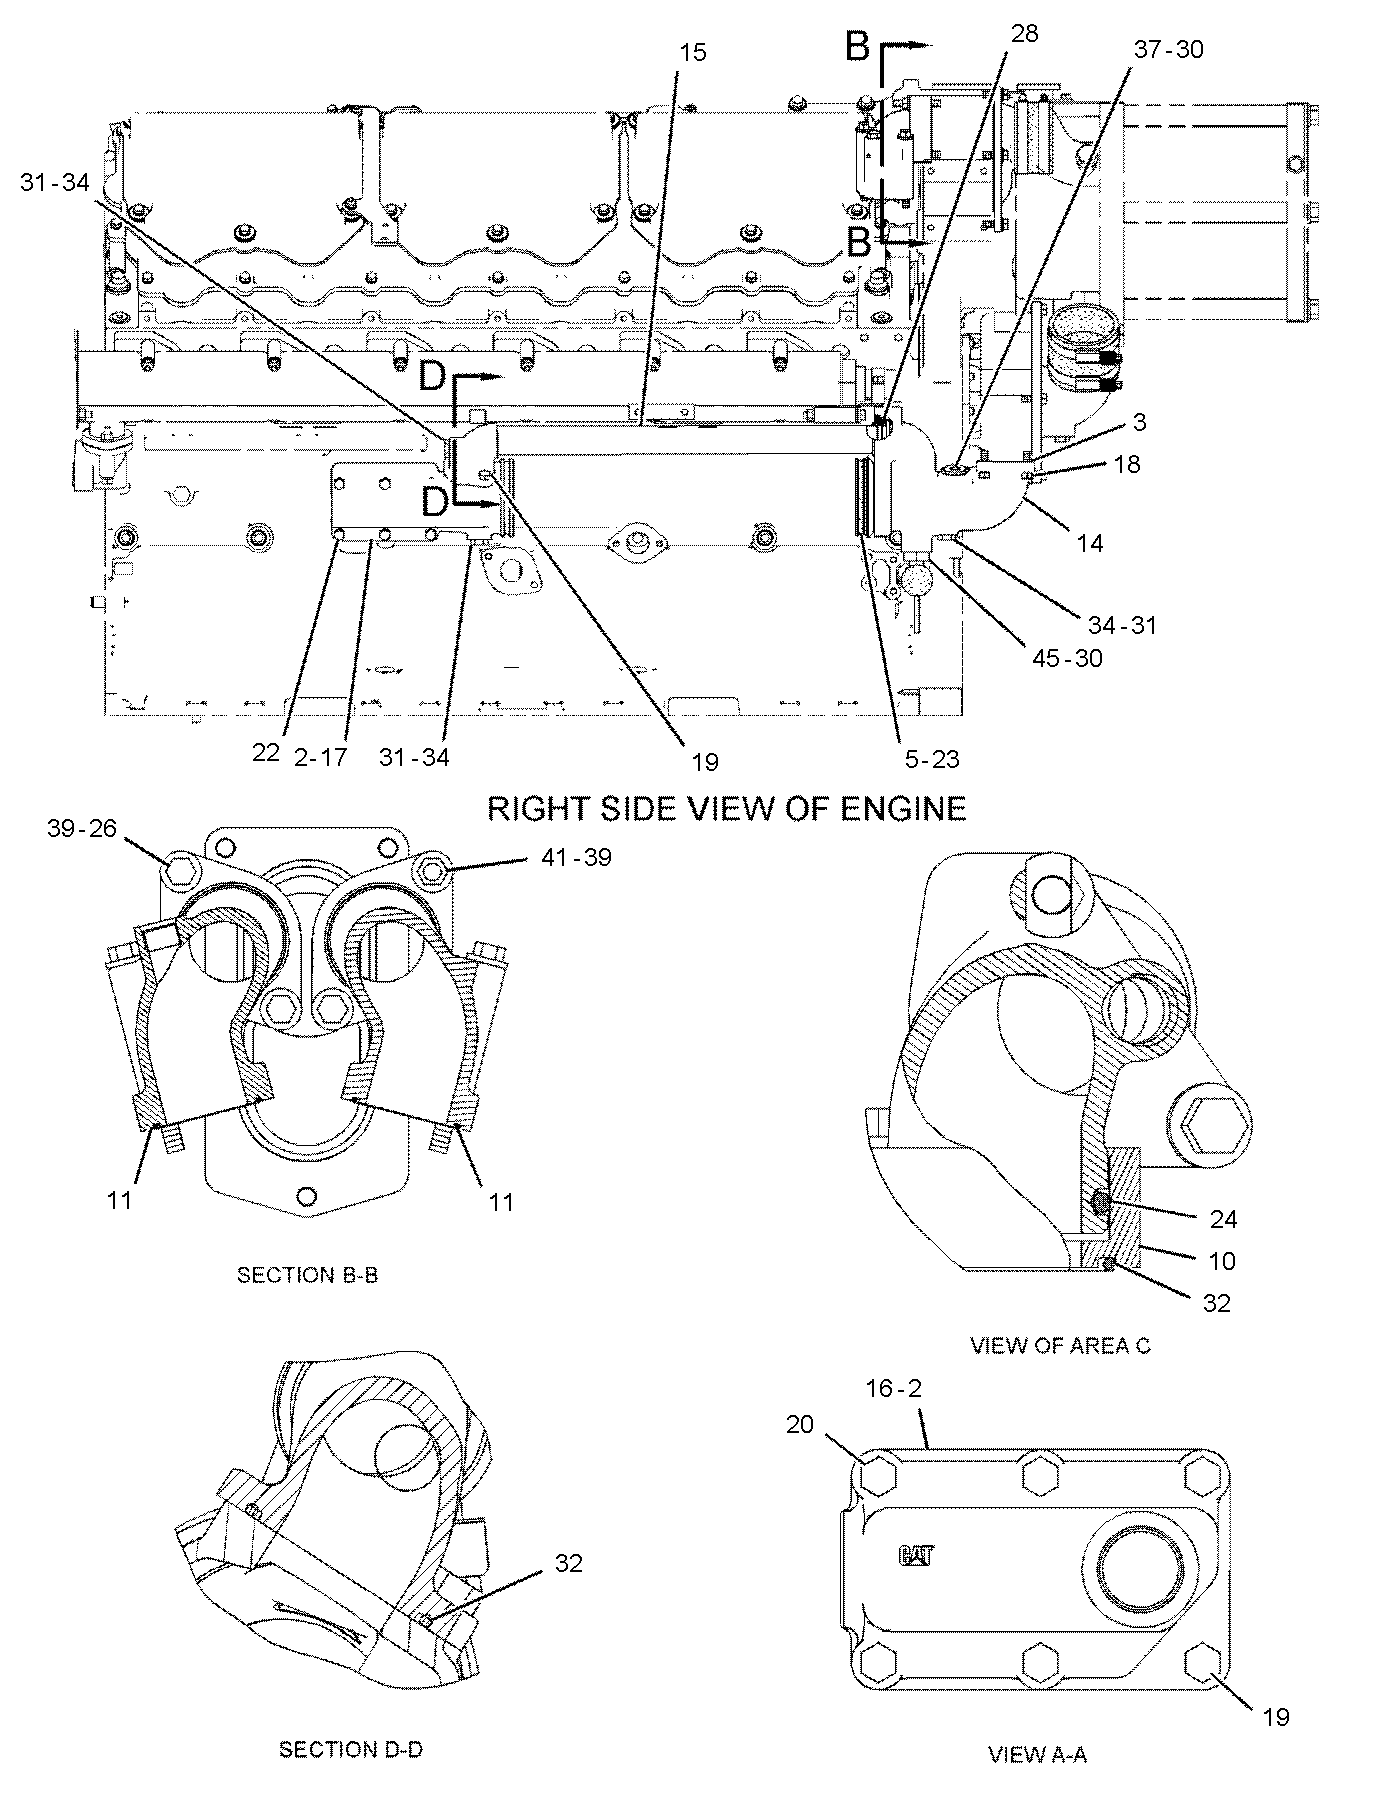 B
28
15
37-30
31-34
B
D
3
18
D
14
34-31
45-30
22
2-17
31-34
19
5-23
RIGHT SIDE VIEW OF ENGINE
39-26
41-39
11
11
24
10
32
SECTION B-B
VIEW OF AREA C
16-2
20
32
CAT
19
SECTION D-D
VIEW A-A